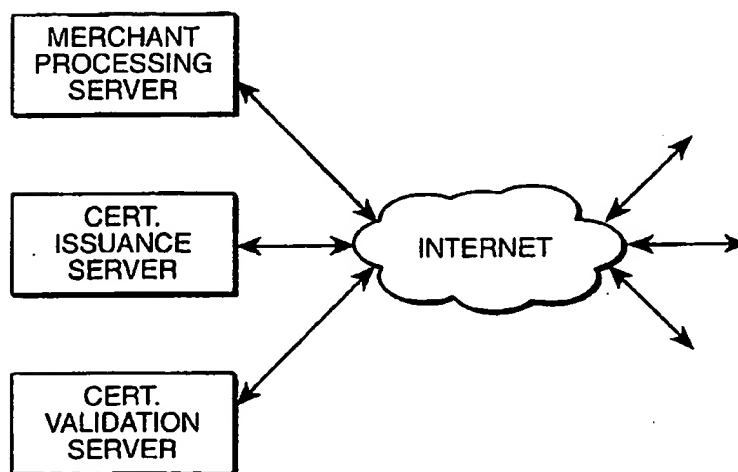 MERCHANT
PROCESSING
SERVER
CERT.
ISSUANCE
SERVER
INTERNET
CERT.
VALIDATION
SERVER